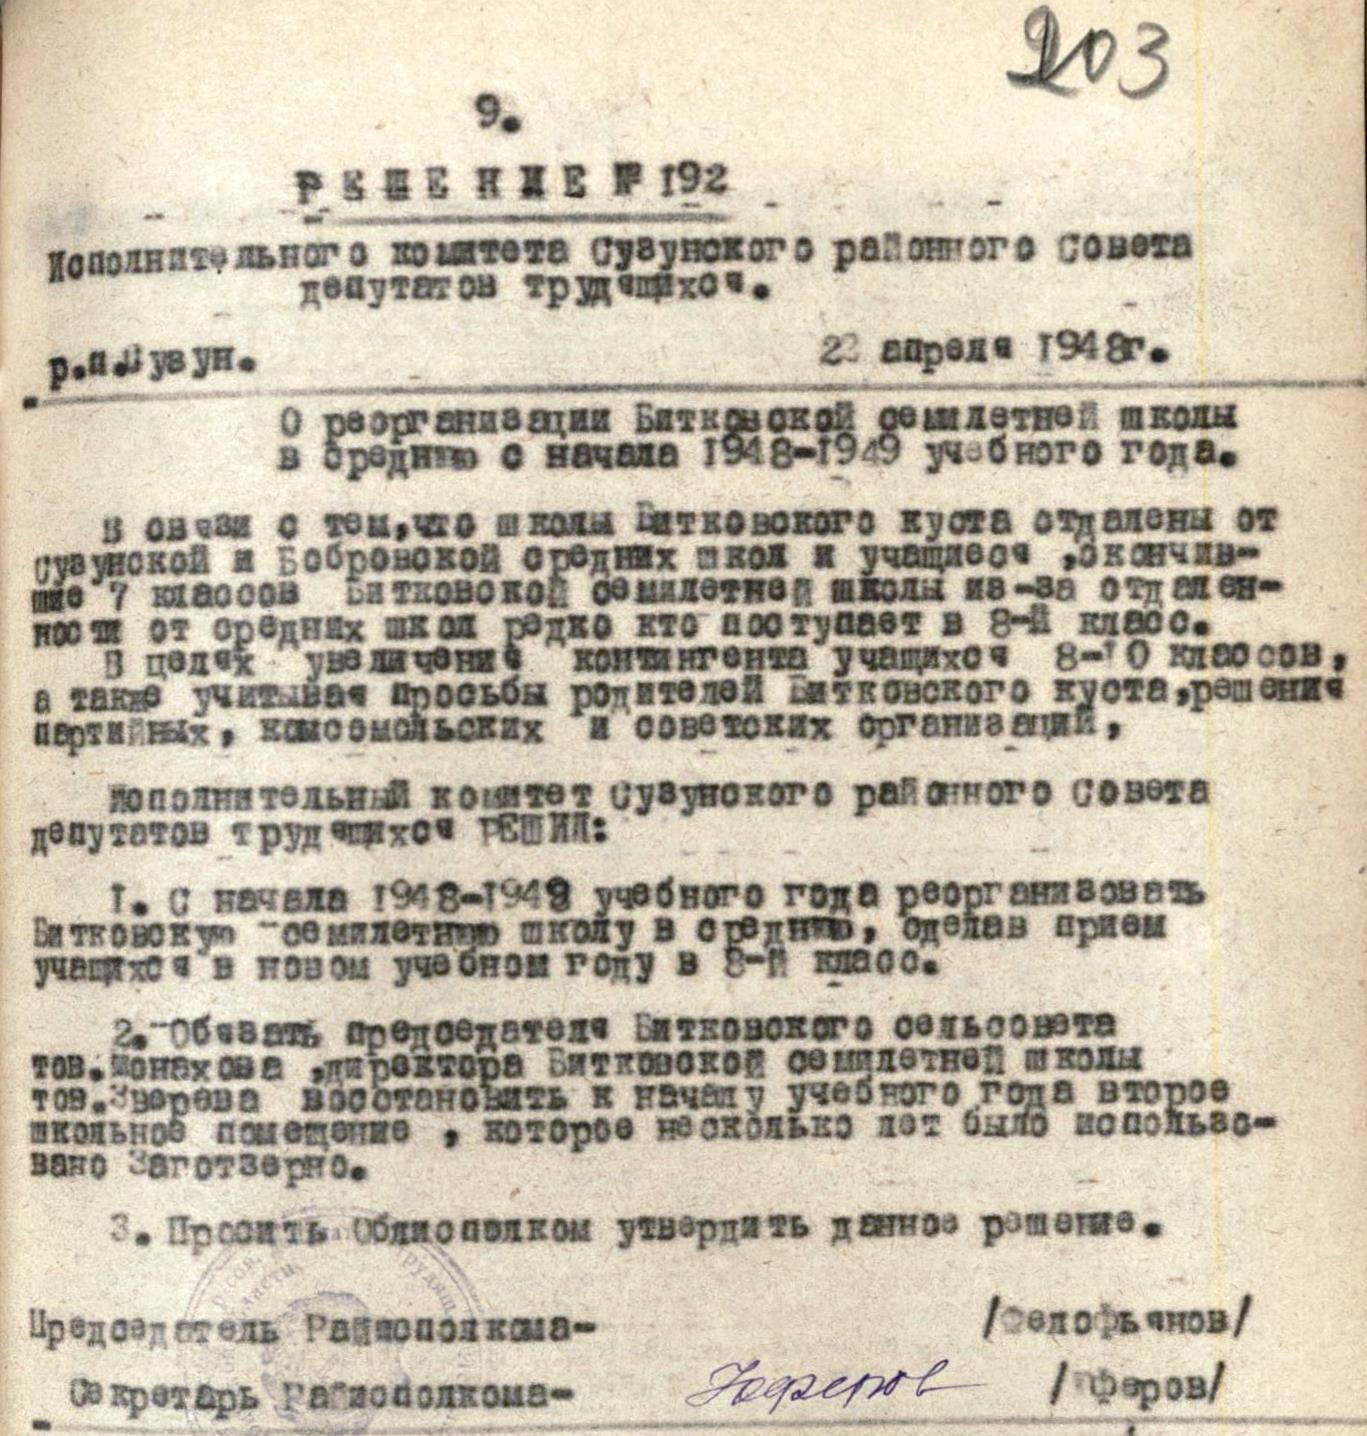 203
9.
РЕШЕНИЕ № 192
Исполнительного комитета Сузунского районного Совета
депутатов трудящихся.
р.п.Сузун. 22 апреля 1948г.
О реорганизации Битковской семилетней школы
в среднюю с начала 1948-1949 учебного года.
В связи с тем,что школы Битковского куста отдалены от
Сузунской и Бобровской средних школ и учащиеся ,окончив-
шие 7 классов Битковской семилетней школы из-за отдален-
ности от средних школ редко кто поступает в 8-й класс.
В целях увеличения контингента учащихся 8-10 классов,
а также учитывая просьбы родителей Битковского куста,решения
партийных, комсомольских и советских организаций,
Исполнительный комитет Сузунского районного Совета
депутатов трудящихся РЕШИЛ:
1. С начала 1948-1949 учебного года реорганизовать
Битковскую семилетнюю школу в среднюю, сделав прием
учащихся в новом учебном году в 8-й класс.
2. Обязать председателя Битковского сельсовета
тов.Монахова ,директора Битковской семилетней школы
тов.Зверева восстановить к началу учебного года второе
школьное помещение , которое несколько лет было использо-
вано Заготзерно.
3. Просить Облисполком утвердить данное решение.
Председатель Райисполкома- /Фелофьянов/
Секретарь Райисполкома- /Юферов/